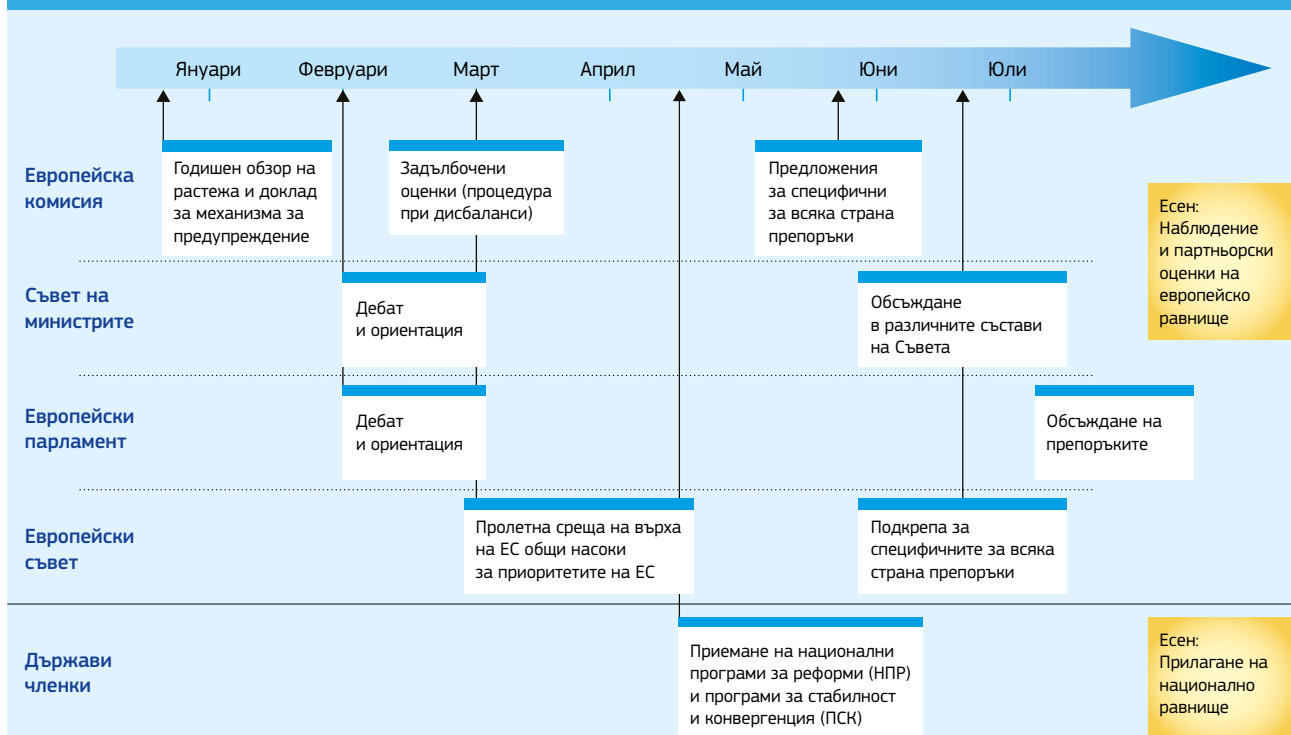 Януари
Февруари
Март
Април
Май
Юни
Юли
Европейска
комисия
Годишен обзор на
растежа и доклад
за механизма за
предупреждение
Задълбочени
оценки (процедура
при дисбаланси)
Предложения
за специфични
за всяка страна
препоръки
Есен:
Наблюдение
и партньорски
оценки на
европейско
равнище
Съвет на
министрите
Дебат
и ориентация
Обсъждане
в различните състави
на Съвета
Европейски
парламент
Дебат
и ориентация
Обсъждане на
препоръките
Европейски
съвет
Пролетна среща на върха
на ЕС общи насоки
за приоритетите на ЕС
Подкрепа за
специфичните за всяка
страна препоръки
Държави
членки
Приемане на национални
програми за реформи (НПР)
и програми за стабилност
и конвергенция (ПСК)
Есен:
Прилагане на
национално
равнище